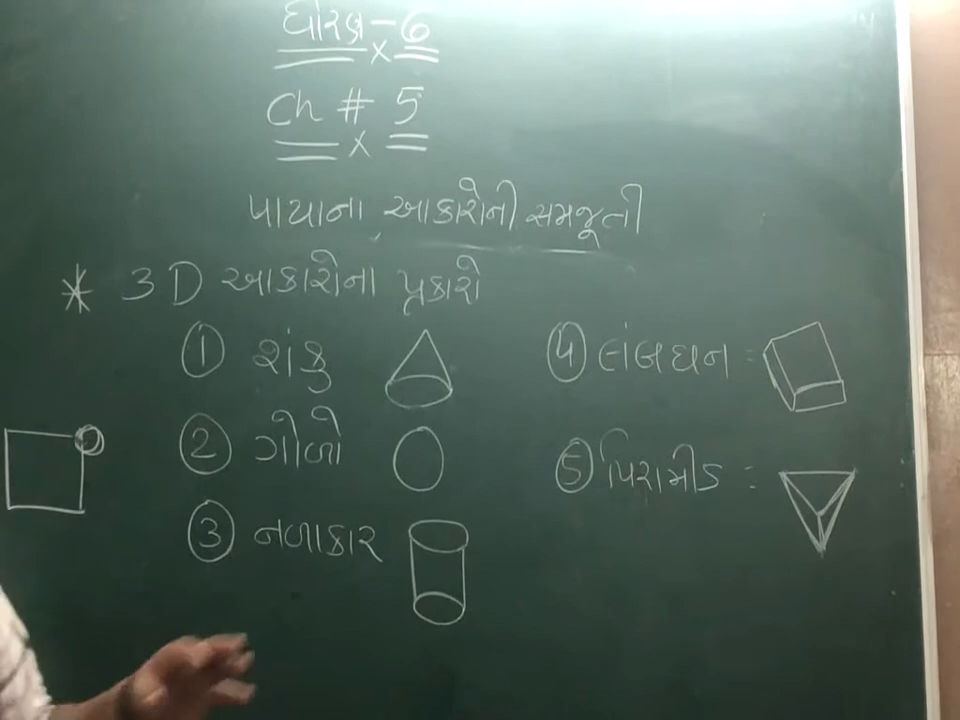 ધોરણ - 6
Ch # 5
પાયાના આકારોની સમજૂતી
* 3D આકારોના પ્રકારો
① શંકુ
② ગોળો
③ નળાકાર
④ લંબઘન =
⑤ પિરામીડ :